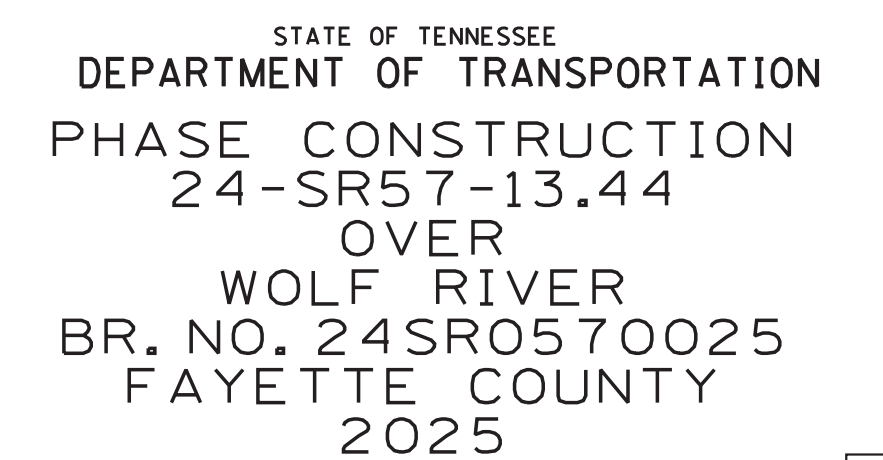 STATE OF TENNESSEE
DEPARTMENT OF TRANSPORTATION
PHASE CONSTRUCTION
24-SR57-13.44
OVER
WOLF RIVER
BR. NO. 24SR0570025
FAYETTE COUNTY
2025